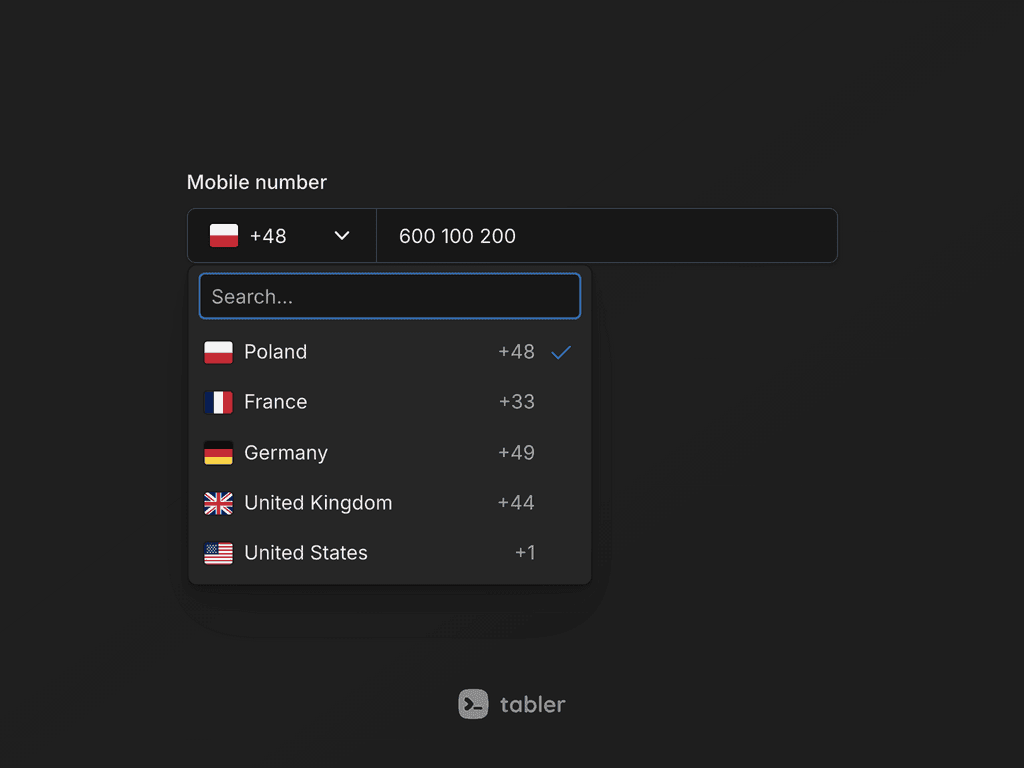 Mobile number
+48 600 100 200
Search...
Poland +48
France +33
Germany +49
United Kingdom +44
United States +1
tabler